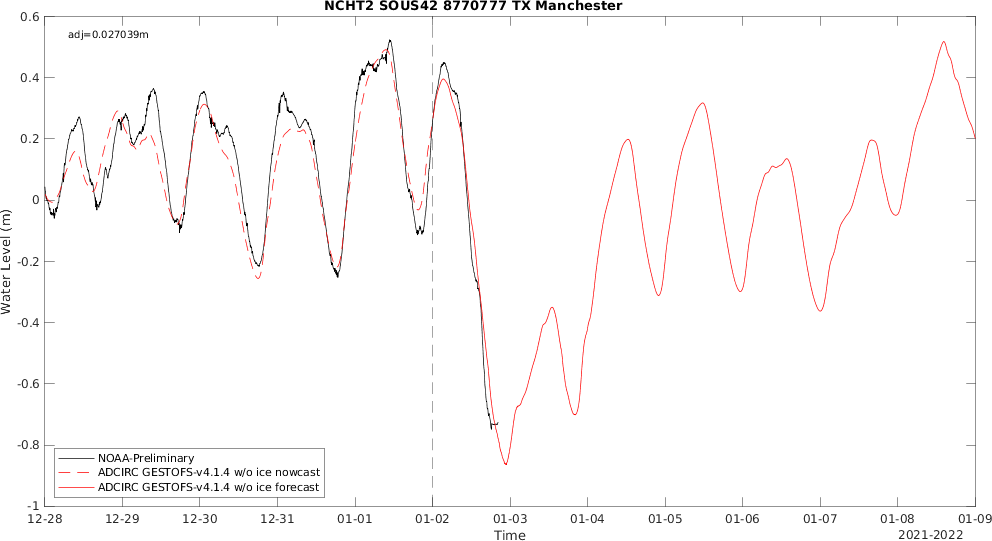 NCHT2 SOUS42 8770777 TX Manchester
adj=0.027039m
0.6
0.4
0.2
0
-0.2
-0.4
-0.6
-0.8
-1
Water Level (m)
NOAA-Preliminary
ADCIRC GESTOFS-v4.1.4 w/o ice nowcast
ADCIRC GESTOFS-v4.1.4 w/o ice forecast
12-28 12-29 12-30 12-31 01-01 01-02 01-03 01-04 01-05 01-06 01-07 01-08 01-09
Time
2021-2022